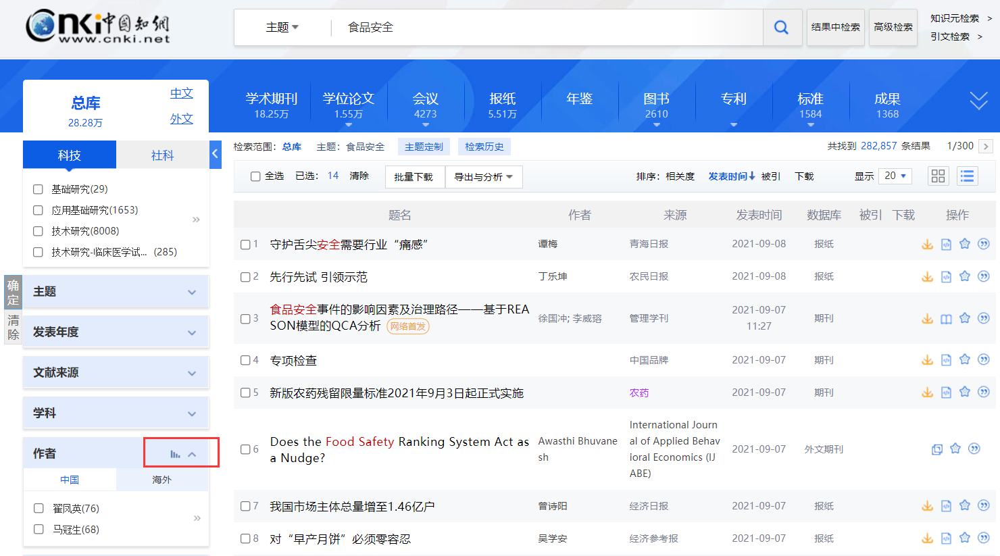 cnki中国知网
www.cnki.net
主题
食品安全
结果中检索
高级检索
知识元检索 >
引文检索 >
总库
28.28万
中文
外文
学术期刊
18.25万
学位论文
1.55万
会议
4273
报纸
5.51万
年鉴
图书
2610
专利
标准
1584
成果
1368
科技
社科
基础研究(29)
应用基础研究(1653)
技术研究(8008)
技术研究-临床医学试... (285)
»
确定
清除
主题
发表年度
文献来源
学科
作者
中国
海外
翟凤英(76)
马冠生(68)
»
检索范围：总库 主题：食品安全 主题定制 检索历史
共找到 282,857 条结果 1/300 >
全选 已选：14 清除 批量下载 导出与分析
排序：相关度 发表时间↓ 被引 下载 显示 20
题名 作者 来源 发表时间 数据库 被引 下载 操作
1 守护舌尖安全需要行业“痛感” 谭梅 青海日报 2021-09-08 报纸
2 先行先试 引领示范 丁乐坤 农民日报 2021-09-08 报纸
3 食品安全事件的影响因素及治理路径——基于REA
SON模型的QCA分析 网络首发
徐国冲; 李威瑢 管理学刊
2021-09-07
11:27
期刊
4 专项检查 中国品牌 2021-09-07 期刊
5 新版农药残留限量标准2021年9月3日起正式实施 农药 2021-09-07 期刊
6 Does the Food Safety Ranking System Act as
a Nudge?
Awasthi Bhuvane
sh
International Journ
al of Applied Behav
ioral Economics (IJ
ABE)
2021-09-07 外文期刊
7 我国市场主体总量增至1.46亿户 曾诗阳 经济日报 2021-09-07 报纸
8 对“早产月饼”必须零容忍 吴学安 经济参考报 2021-09-07 报纸